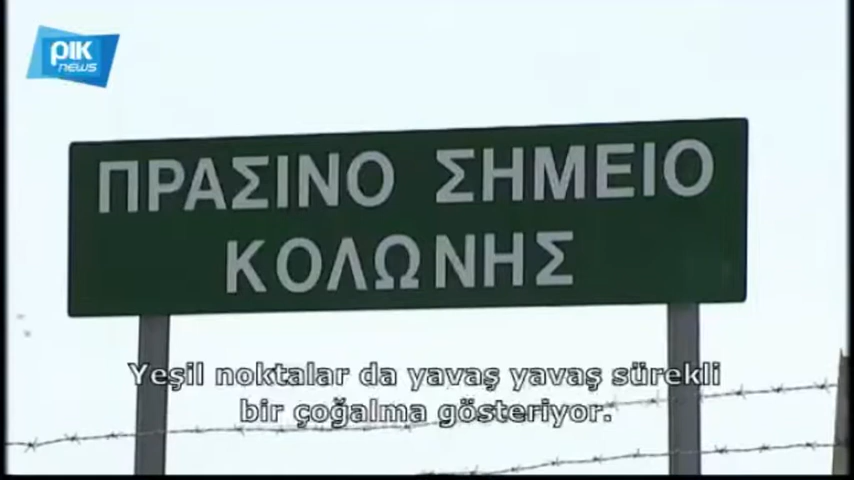 ΡΙΚ
news
ΠΡΑΣΙΝΟ ΣΗΜΕΙΟ
ΚΟΛΩΝΗΣ
Yeşil noktalar da yavaş yavaş sürekli
bir çoğalma gösteriyor.